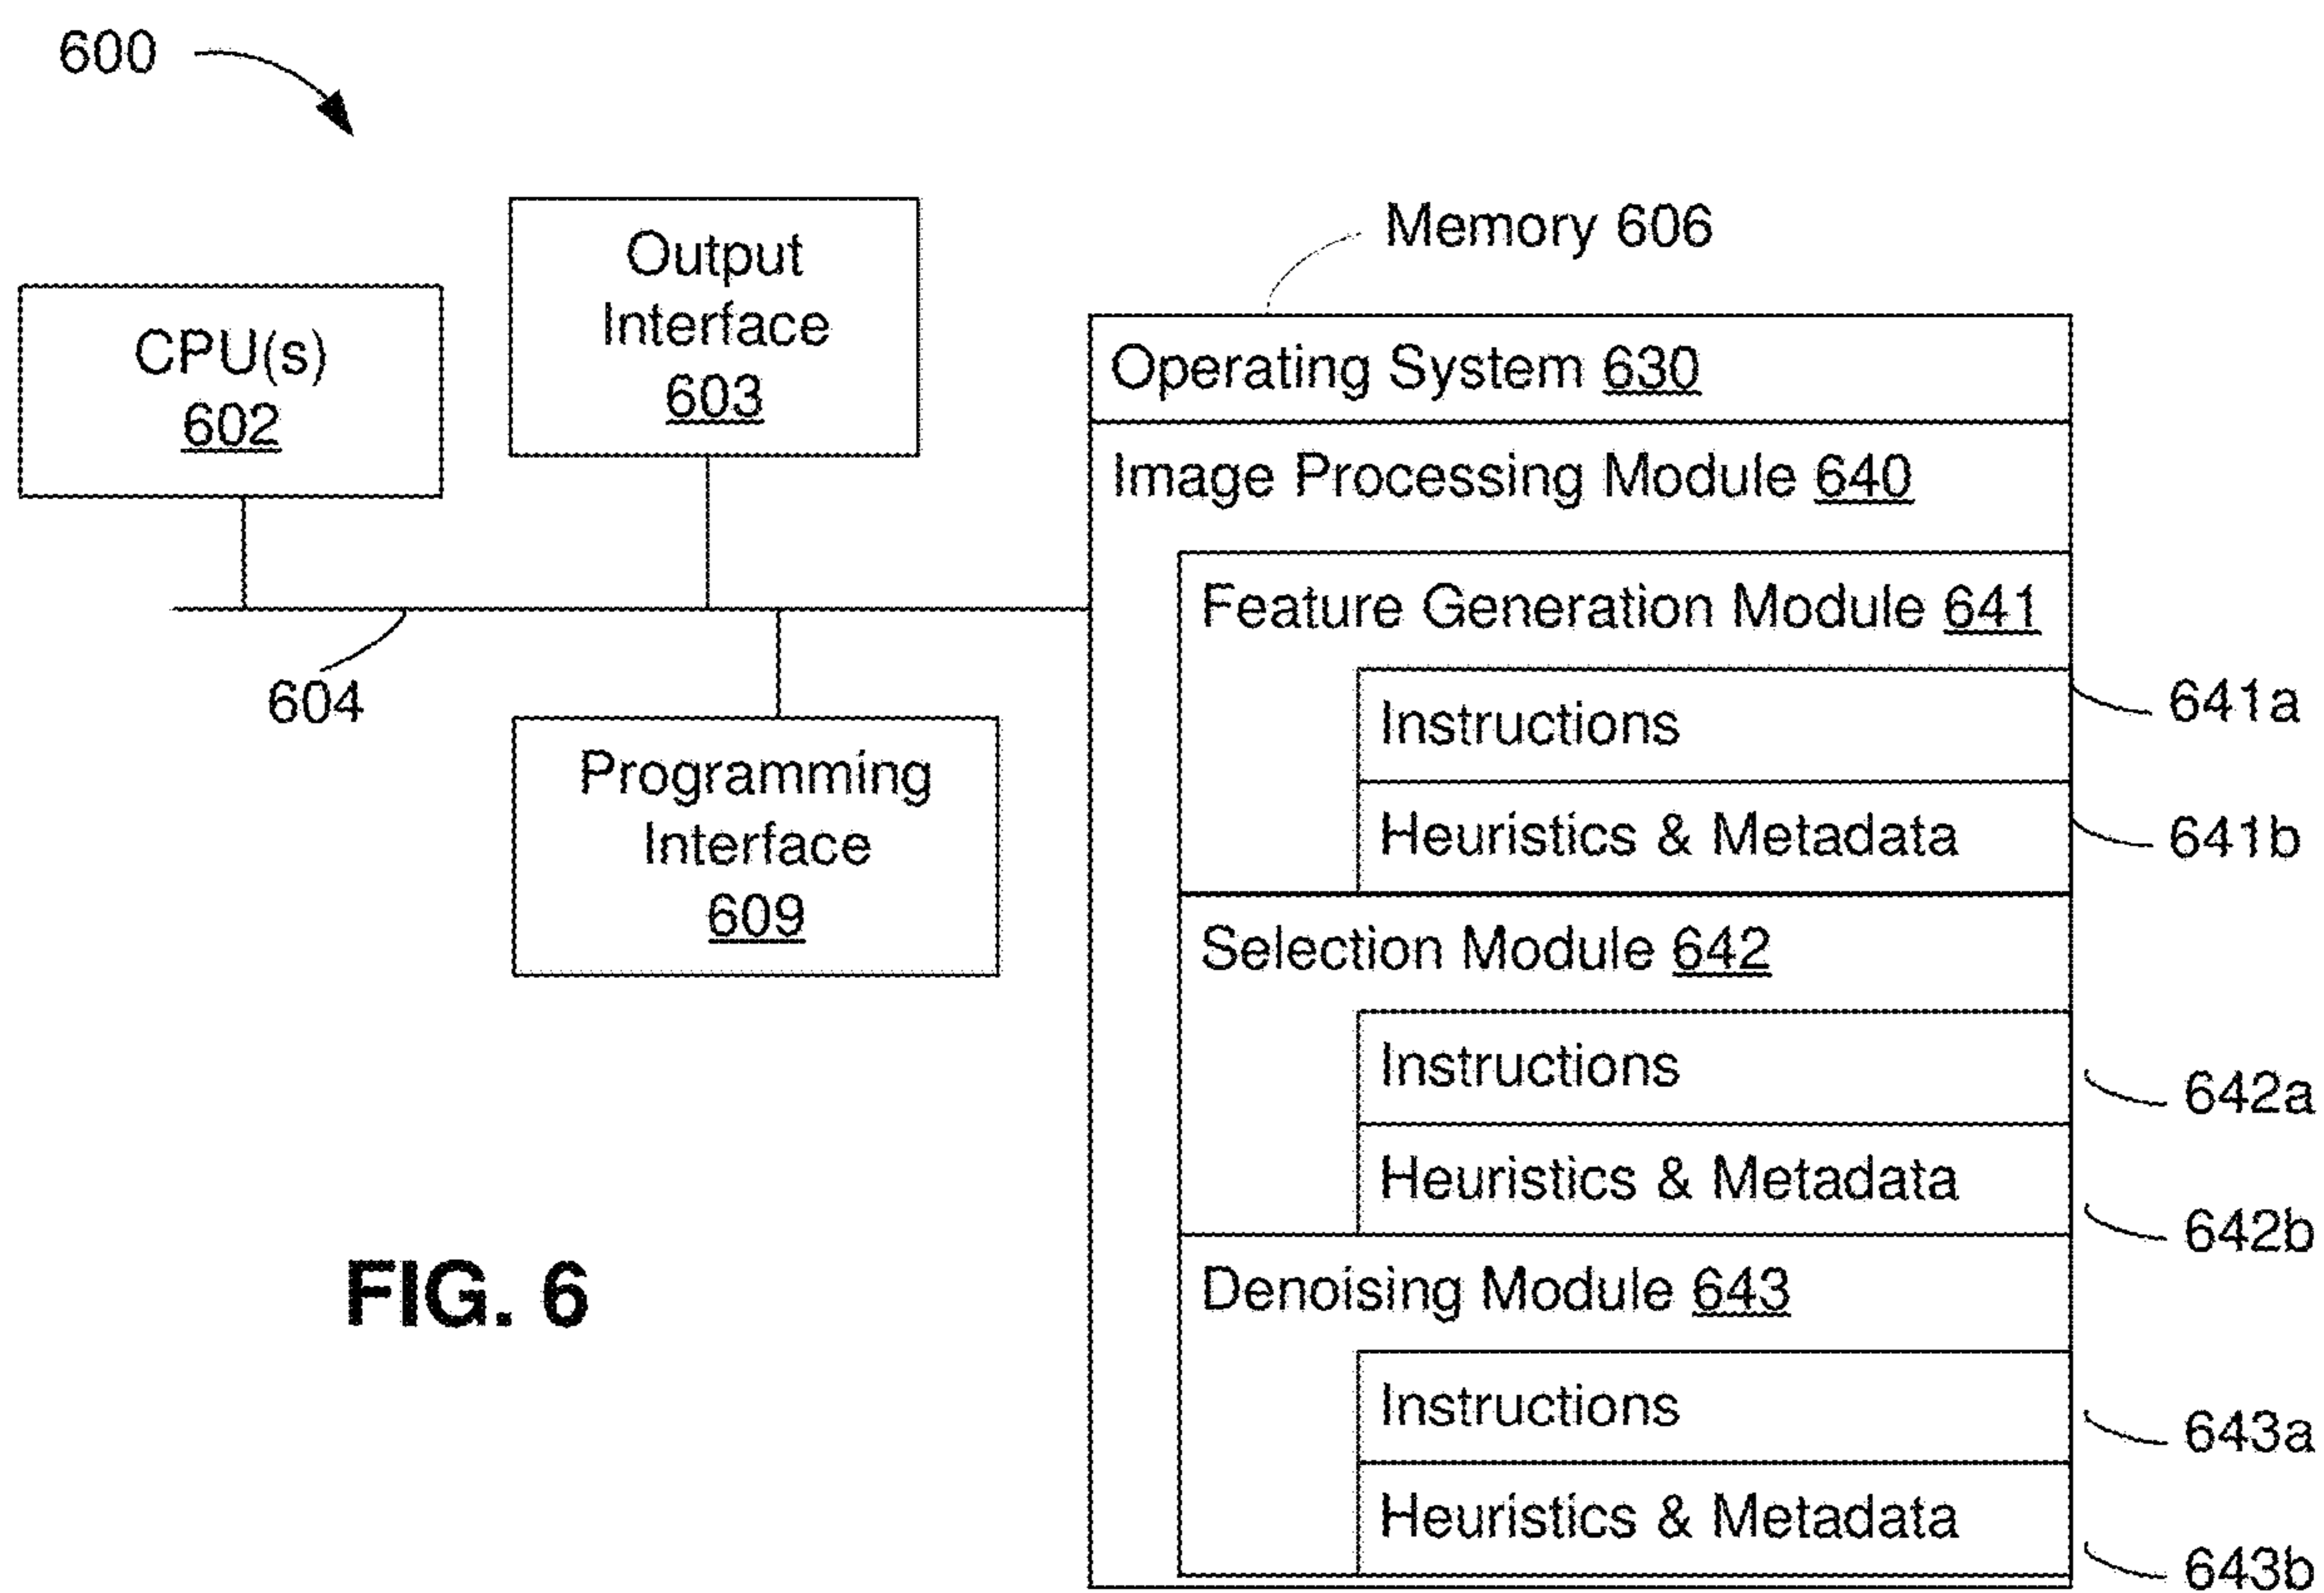 600
CPU(s)
602
Output
Interface
603
604
Programming
Interface
609
Memory 606
Operating System 630
Image Processing Module 640
Feature Generation Module 641
Instructions
641a
Heuristics & Metadata
641b
Selection Module 642
Instructions
642a
Heuristics & Metadata
642b
Denoising Module 643
Instructions
643a
Heuristics & Metadata
643b
FIG. 6